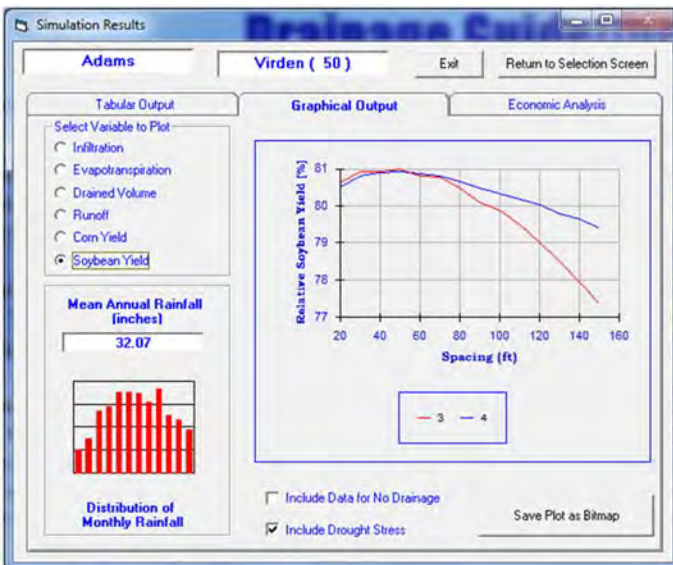 Simulation Results
Adams
Virden ( 50 )
Exit
Return to Selection Screen
Tabular Output
Graphical Output
Economic Analysis
Select Variable to Plot
Infiltration
Evapotranspiration
Drained Volume
Runoff
Corn Yield
Soybean Yield
Mean Annual Rainfall
(inches)
32.07
Distribution of
Monthly Rainfall
Relative Soybean Yield [%]
81
80
79
78
77
20 40 60 80 100 120 140 160
Spacing (ft)
3 4
Include Data for No Drainage
Include Drought Stress
Save Plot as Bitmap